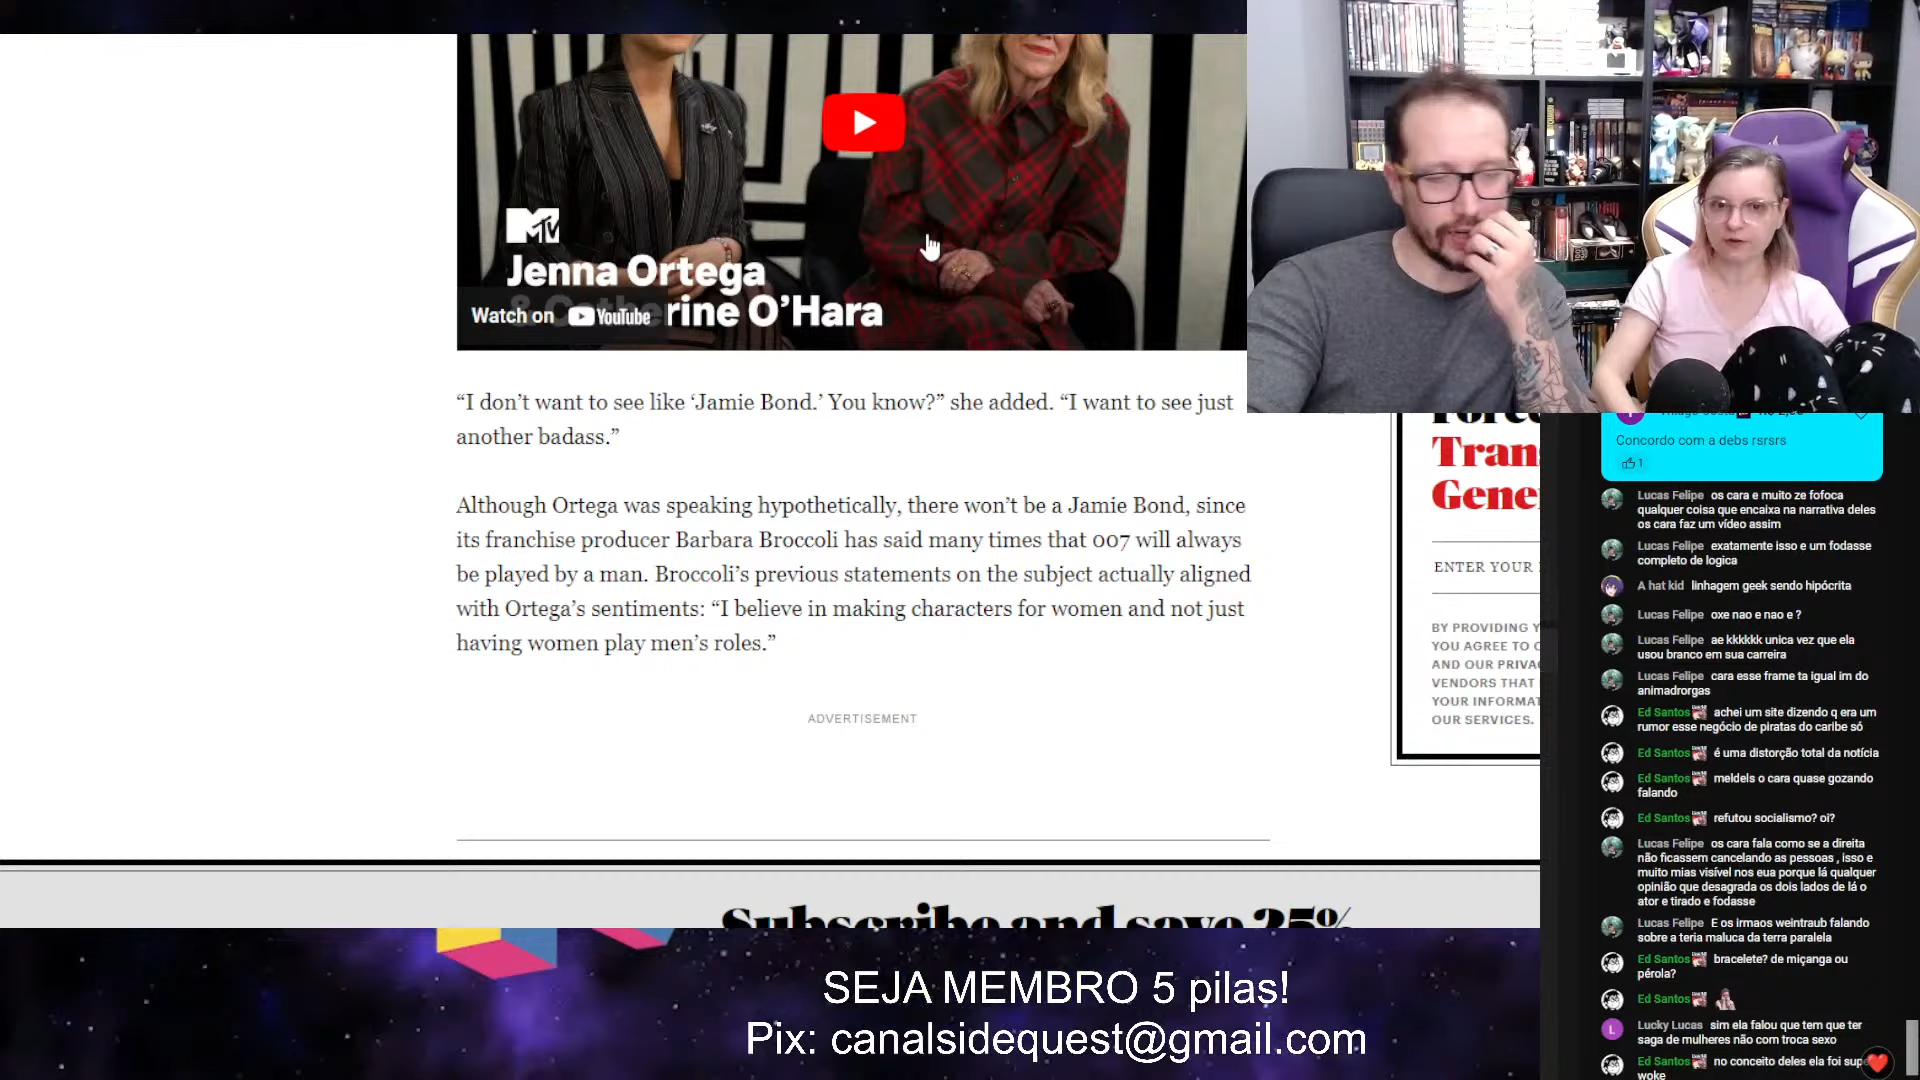 MTV
Jenna Ortega
& Catherine O'Hara
Watch on YouTube
“I don’t want to see like ‘Jamie Bond.’ You know?” she added. “I want to see just
another badass.”
Although Ortega was speaking hypothetically, there won’t be a Jamie Bond, since
its franchise producer Barbara Broccoli has said many times that 007 will always
be played by a man. Broccoli’s previous statements on the subject actually aligned
with Ortega’s sentiments: “I believe in making characters for women and not just
having women play men’s roles.”
ADVERTISEMENT
Subscribe and save 25%
Tran
Gene
ENTER YOUR
BY PROVIDING Y
YOU AGREE TO
AND OUR PRIVA
VENDORS THAT
YOUR INFORMAT
OUR SERVICES.
Concordo com a debs rsrsrs
1
Lucas Felipe os cara e muito ze fofoca
qualquer coisa que encaixa na narrativa deles
os cara faz um vídeo assim
Lucas Felipe exatamente isso e um fodasse
completo de logica
A hat kid linhagem geek sendo hipócrita
Lucas Felipe oxe nao e nao e ?
Lucas Felipe ae kkkkkk unica vez que ela
usou branco em sua carreira
Lucas Felipe cara esse frame ta igual im do
animadrorgas
Ed Santos achei um site dizendo q era um
rumor esse negócio de piratas do caribe só
Ed Santos é uma distorção total da notícia
Ed Santos meldels o cara quase gozando
falando
Ed Santos refutou socialismo? oi?
Lucas Felipe os cara fala como se a direita
não ficassem cancelando as pessoas , isso e
muito mias visível nos eua porque lá qualquer
opinião que desagrada os dois lados de lá o
ator e tirado e fodasse
Lucas Felipe E os irmaos weintraub falando
sobre a teria maluca da terra paralela
Ed Santos bracelete? de miçanga ou
pérola?
Ed Santos
L Lucky Lucas sim ela falou que tem que ter
saga de mulheres não com troca sexo
Ed Santos no conceito deles ela foi sup
woke
SEJA MEMBRO 5 pilas!
Pix: canalsidequest@gmail.com